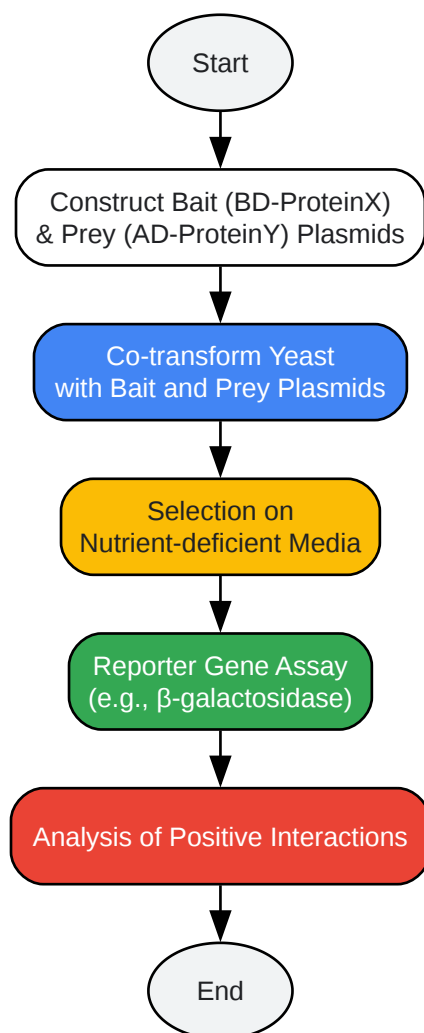 Start
Construct Bait (BD-ProteinX)
& Prey (AD-ProteinY) Plasmids
Co-transform Yeast
with Bait and Prey Plasmids
Selection on
Nutrient-deficient Media
Reporter Gene Assay
(e.g., β-galactosidase)
Analysis of Positive Interactions
End